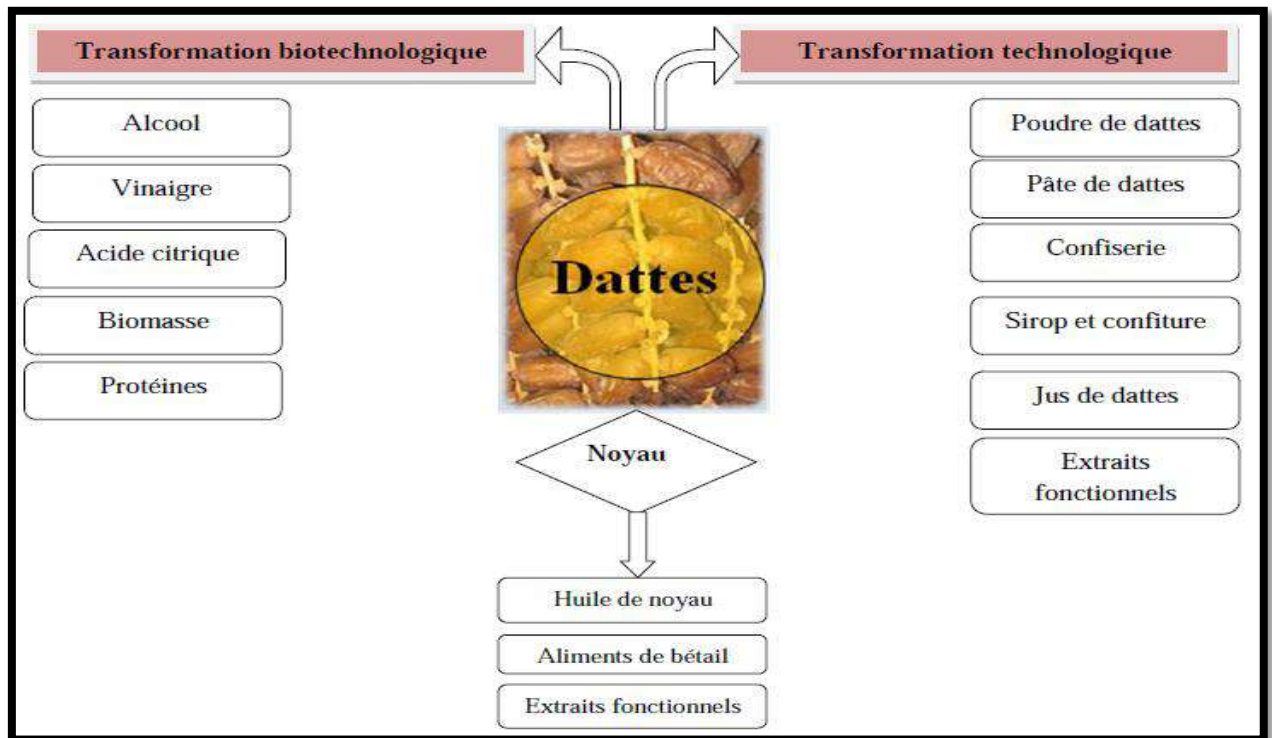 Transformation biotechnologique
Transformation technologique
Alcool
Vinaigre
Acide citrique
Biomasse
Protéines
Dattes
Noyau
Poudre de dattes
Pâte de dattes
Confiserie
Sirop et confiture
Jus de dattes
Extraits
fonctionnels
Huile de noyau
Aliments de bétail
Extraits fonctionnels